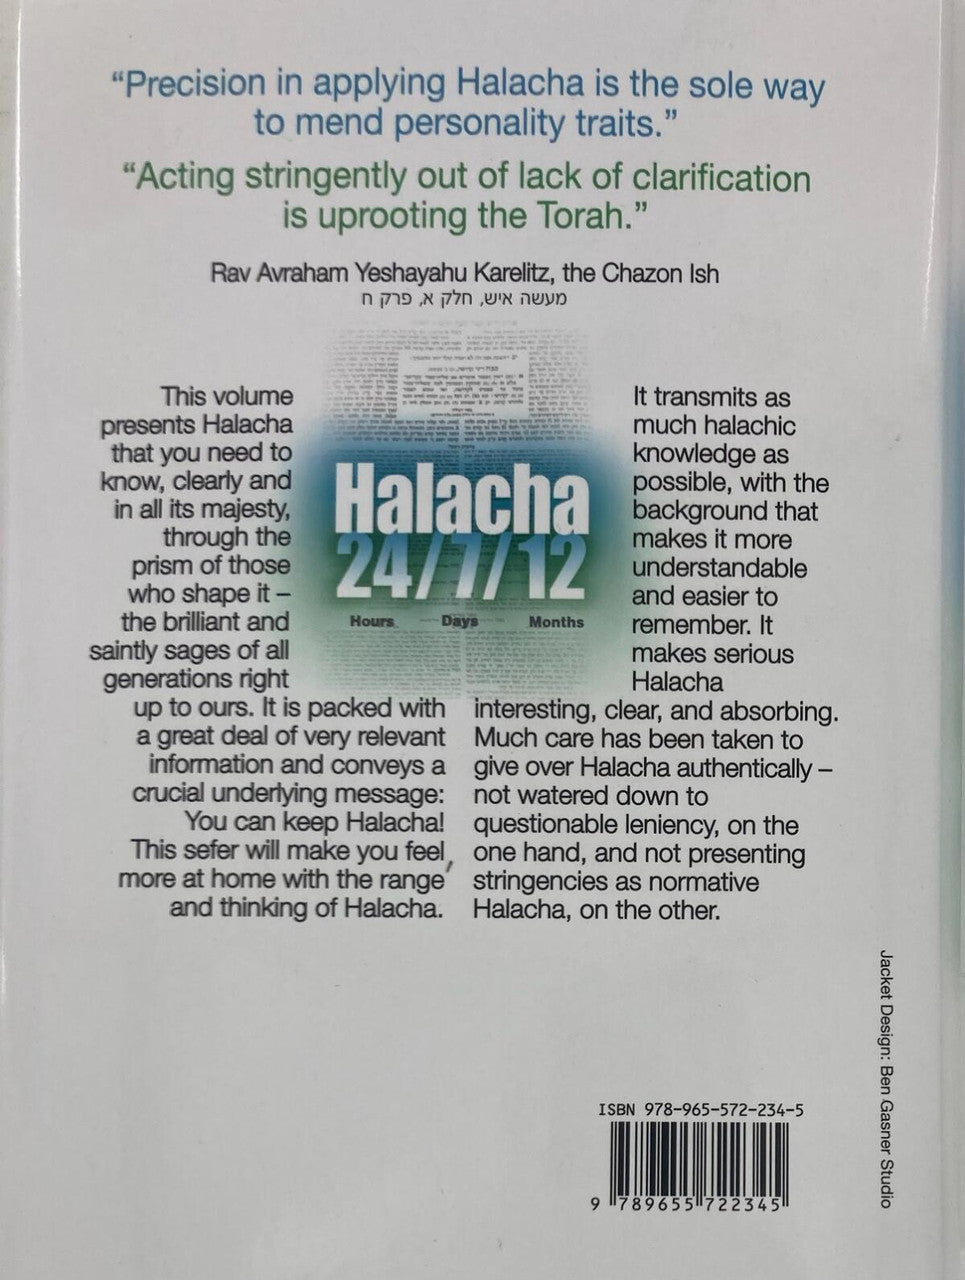 “Precision in applying Halacha is the sole way
to mend personality traits.”
“Acting stringently out of lack of clarification
is uprooting the Torah.”
Rav Avraham Yeshayahu Karelitz, the Chazon Ish
מעשה איש, חלק א, פרק ח
This volume
presents Halacha
that you need to
know, clearly and
in all its majesty,
through the
prism of those
who shape it –
the brilliant and
saintly sages of all
generations right
up to ours. It is packed with
a great deal of very relevant
information and conveys a
crucial underlying message:
You can keep Halacha!
This sefer will make you feel
more at home with the range
and thinking of Halacha.
Halacha
24/7/12
Hours Days Months
It transmits as
much halachic
knowledge as
possible, with the
background that
makes it more
understandable
and easier to
remember. It
makes serious
Halacha
interesting, clear, and absorbing.
Much care has been taken to
give over Halacha authentically –
not watered down to
questionable leniency, on the
one hand, and not presenting
stringencies as normative
Halacha, on the other.
Jacket Design: Ben Gasner Studio
ISBN 978-965-572-234-5
9 789655 722345